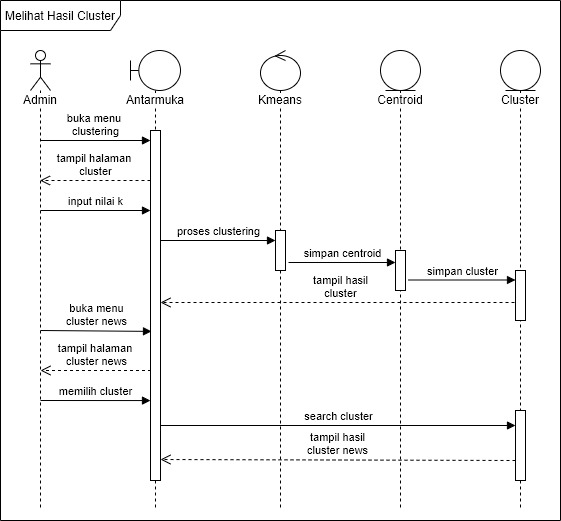 Melihat Hasil Cluster
Admin
Antarmuka
Kmeans
Centroid
Cluster
buka menu
clustering
tampil halaman
cluster
input nilai k
proses clustering
simpan centroid
simpan cluster
tampil hasil
cluster
buka menu
cluster news
tampil halaman
cluster news
memilih cluster
search cluster
tampil hasil
cluster news